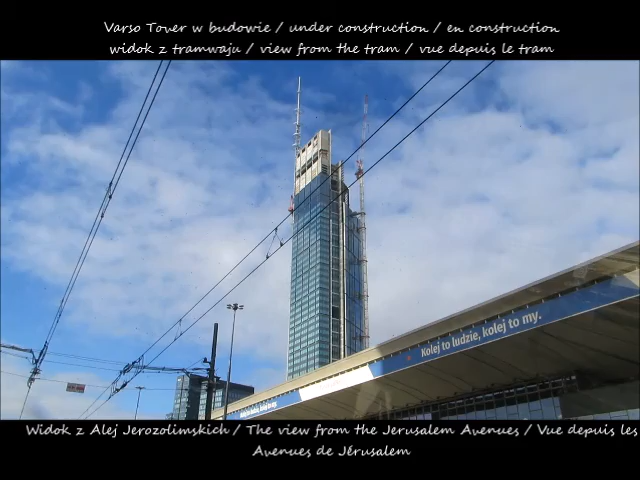 Varso Tower w budowie / under construction / en construction
widok z tramwaju / view from the tram / vue depuis le tram
Kolej to ludzie, kolej to my.
Widok z Alej Jerozolimskich / The view from the Jerusalem Avenues / Vue depuis les
Avenues de Jérusalem